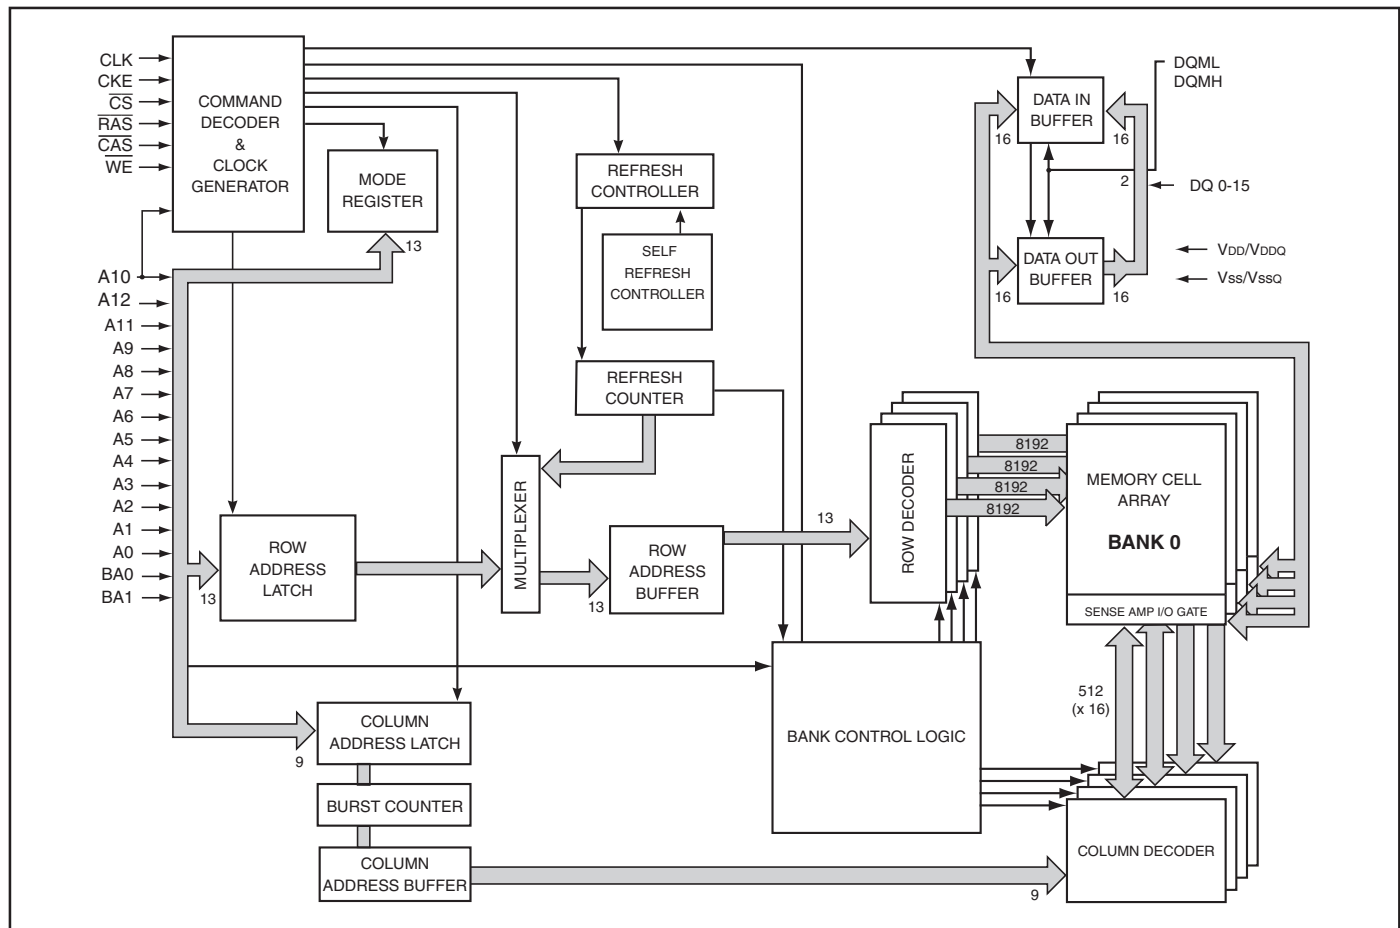 CLK
CKE
CS
RAS
CAS
WE
COMMAND
DECODER
&
CLOCK
GENERATOR
MODE
REGISTER
13
REFRESH
CONTROLLER
SELF
REFRESH
CONTROLLER
REFRESH
COUNTER
DATA IN
BUFFER
16
16
DQML
DQMH
2
DQ 0-15
DATA OUT
BUFFER
16
16
VDD/VDDQ
Vss/VssQ
A10
A12
A11
A9
A8
A7
A6
A5
A4
A3
A2
A1
A0
BA0
BA1
13
ROW
ADDRESS
LATCH
MULTIPLEXER
13
ROW
ADDRESS
BUFFER
13
ROW DECODER
8192
8192
8192
8192
MEMORY CELL
ARRAY
BANK 0
SENSE AMP I/O GATE
512
(x 16)
BANK CONTROL LOGIC
9
COLUMN
ADDRESS LATCH
BURST COUNTER
COLUMN
ADDRESS BUFFER
9
COLUMN DECODER